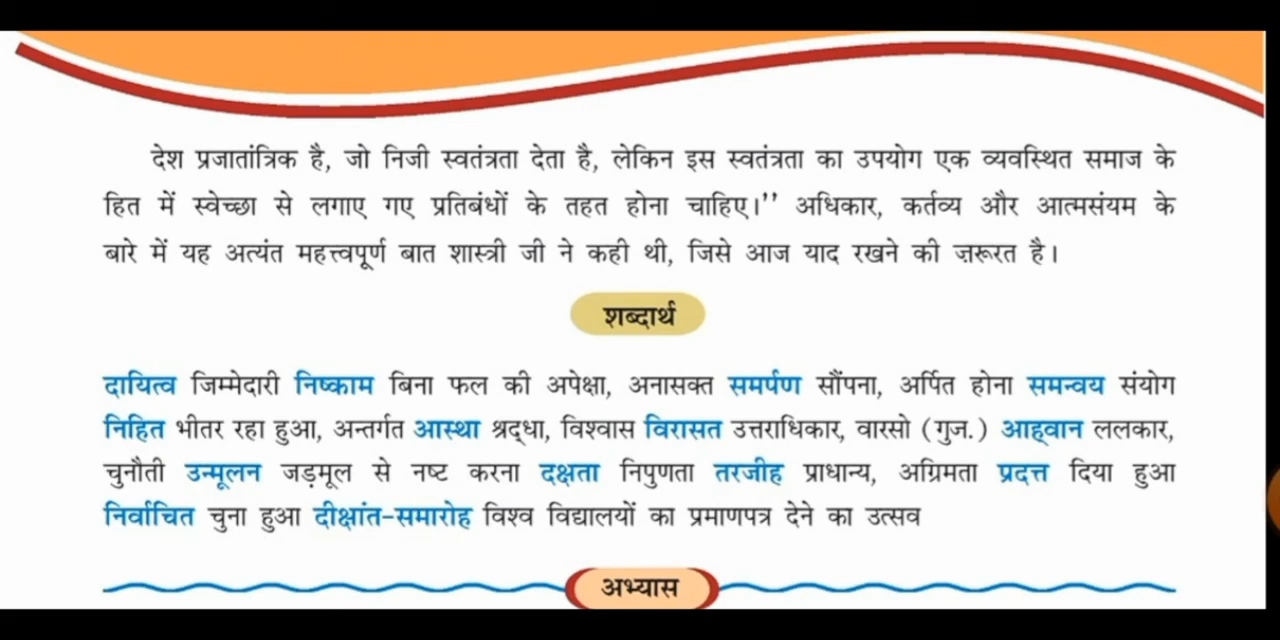 देश प्रजातांत्रिक है, जो निजी स्वतंत्रता देता है, लेकिन इस स्वतंत्रता का उपयोग एक व्यवस्थित समाज के
हित में स्वेच्छा से लगाए गए प्रतिबंधों के तहत होना चाहिए।'' अधिकार, कर्तव्य और आत्मसंयम के
बारे में यह अत्यंत महत्त्वपूर्ण बात शास्त्री जी ने कही थी, जिसे आज याद रखने की ज़रूरत है।
शब्दार्थ
दायित्व जिम्मेदारी निष्काम बिना फल की अपेक्षा, अनासक्त समर्पण सौंपना, अर्पित होना समन्वय संयोग
निहित भीतर रहा हुआ, अन्तर्गत आस्था श्रद्‌धा, विश्वास विरासत उत्तराधिकार, वारसो (गुज.) आह्‌वान ललकार,
चुनौती उन्मूलन जड़मूल से नष्ट करना दक्षता निपुणता तरजीह प्राधान्य, अग्रिमता प्रदत्त दिया हुआ
निर्वाचित चुना हुआ दीक्षांत-समारोह विश्व विद्यालयों का प्रमाणपत्र देने का उत्सव
अभ्यास